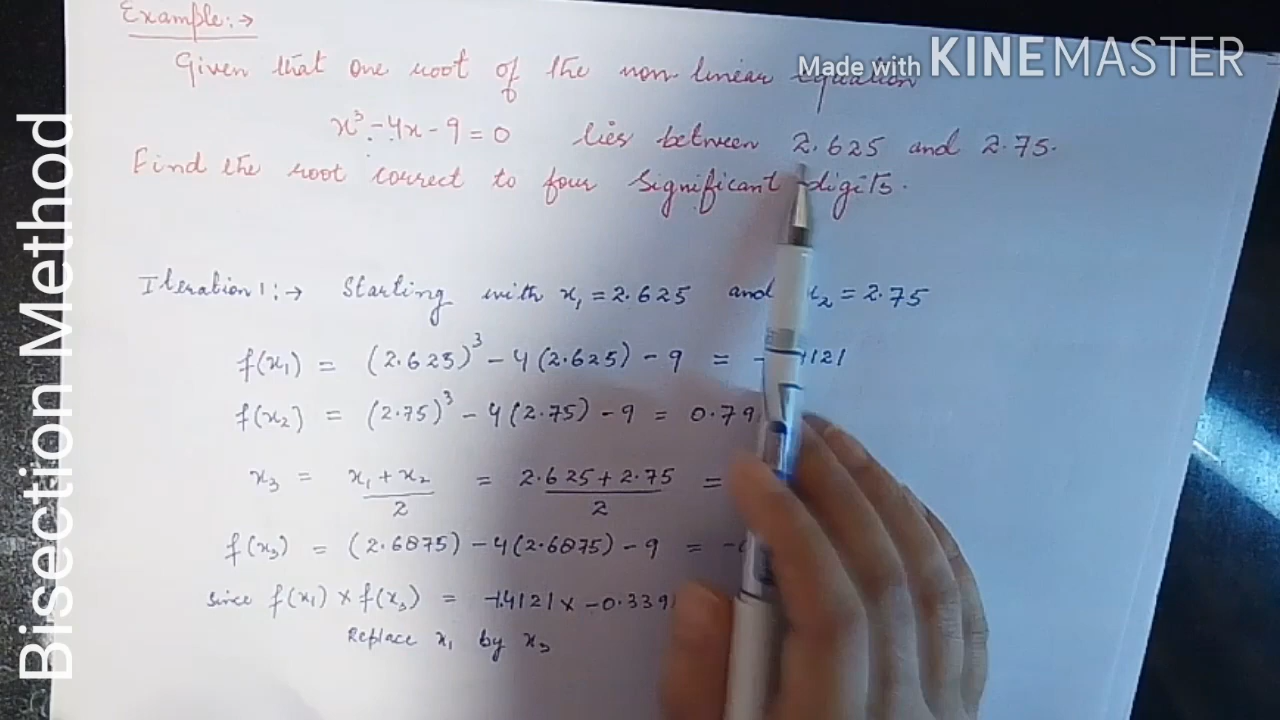 Example:→
Given that one root of the non linear equation
x³ - 4x - 9 = 0 lies between 2.625 and 2.75.
Find the root correct to four significant digits.
Iteration 1:→ Starting with x₁ = 2.625 and x₂ = 2.75
f(x₁) = (2.625)³ - 4(2.625) - 9 = - 121
f(x₂) = (2.75)³ - 4(2.75) - 9 = 0.79
x₃ = x₁ + x₂ / 2 = 2.625 + 2.75 / 2 =
f(x₃) = (2.6875) - 4(2.6875) - 9 = -
since f(x₁) × f(x₃) = -1.4121 × -0.339
Replace x₁ by x₃
Bisection Method
Made with KINEMASTER